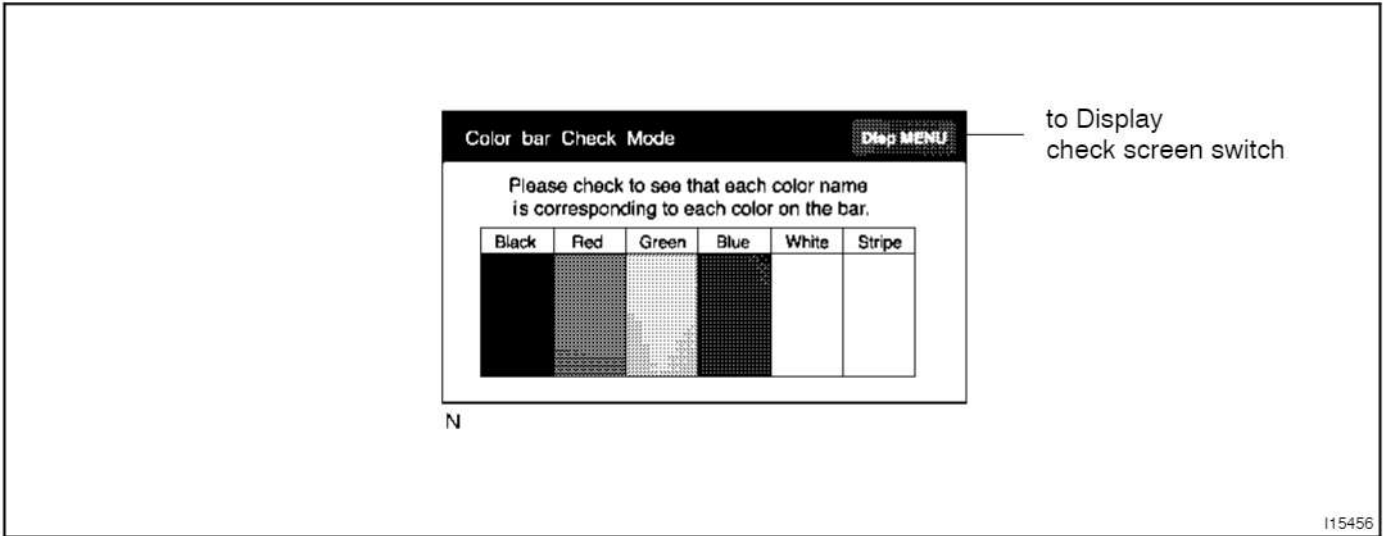 Color bar Check Mode
Disp MENU
to Display
check screen switch
Please check to see that each color name
is corresponding to each color on the bar.
Black Red Green Blue White Stripe
N
I15456